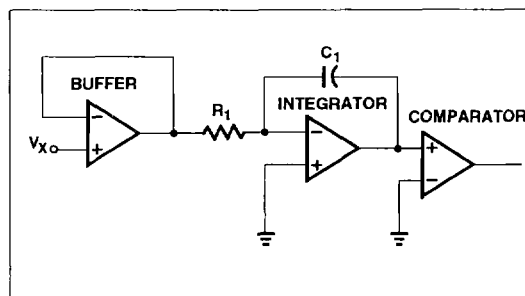 C1
BUFFER
R1
INTEGRATOR
COMPARATOR
−
+
VX
−
+
+
−